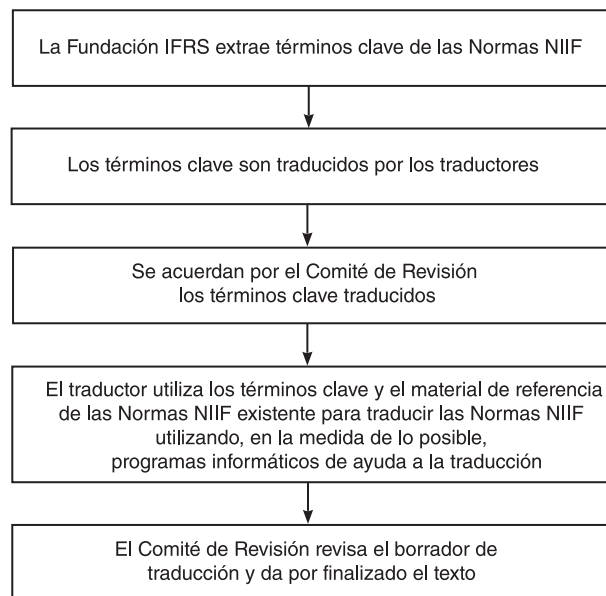 La Fundación IFRS extrae términos clave de las Normas NIIF
Los términos clave son traducidos por los traductores
Se acuerdan por el Comité de Revisión
los términos clave traducidos
El traductor utiliza los términos clave y el material de referencia
de las Normas NIIF existente para traducir las Normas NIIF
utilizando, en la medida de lo posible,
programas informáticos de ayuda a la traducción
El Comité de Revisión revisa el borrador de
traducción y da por finalizado el texto